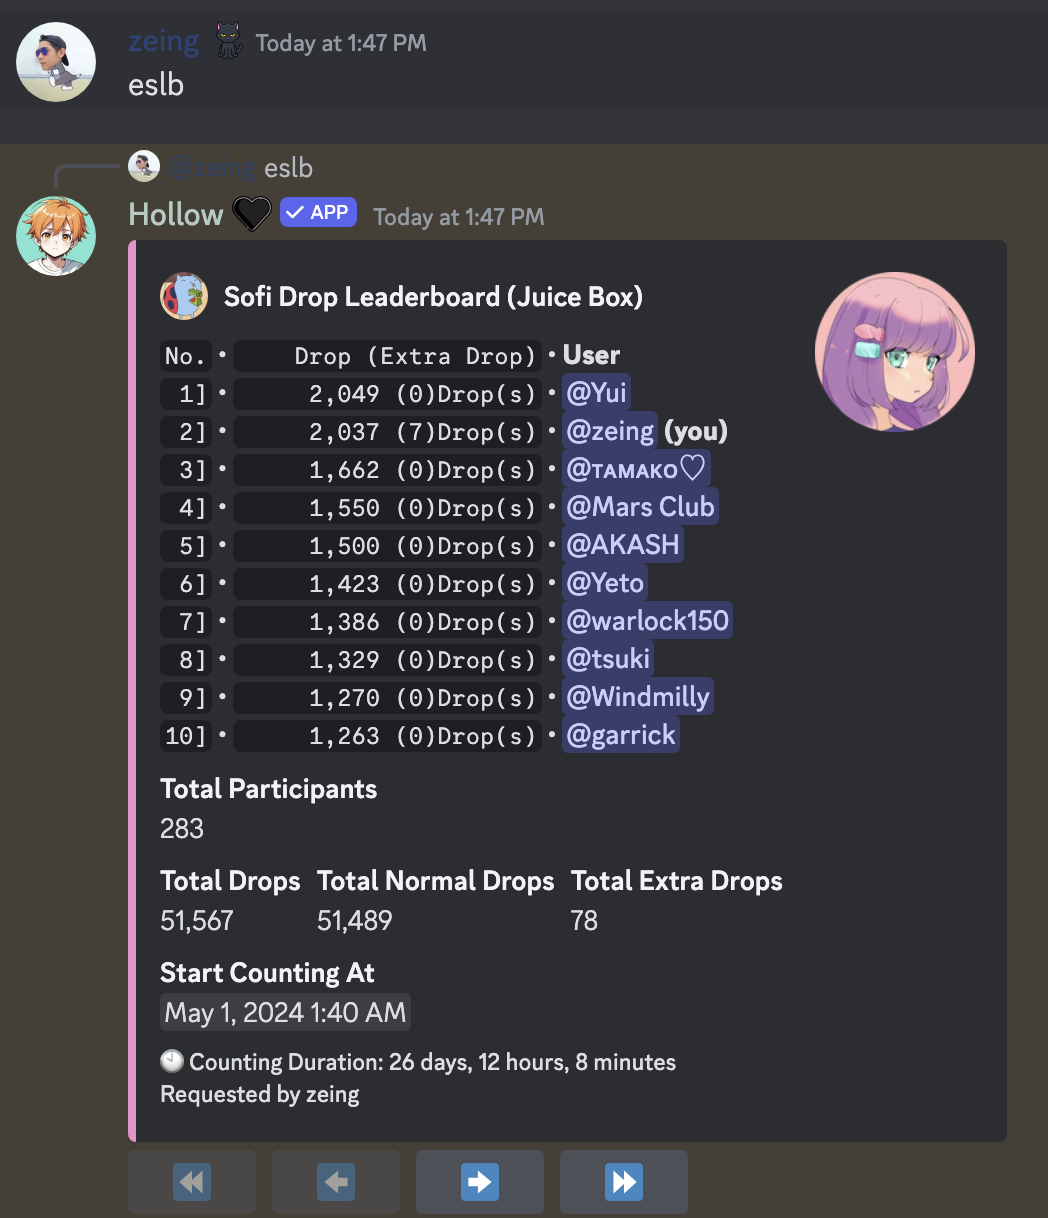 zeing Today at 1:47 PM
eslb
@zeing eslb
Hollow APP Today at 1:47 PM
Sofi Drop Leaderboard (Juice Box)
No. • Drop (Extra Drop) • User
1] • 2,049 (0)Drop(s) • @Yui
2] • 2,037 (7)Drop(s) • @zeing (you)
3] • 1,662 (0)Drop(s) • @ᴛᴀᴍᴀᴋᴏ♡
4] • 1,550 (0)Drop(s) • @Mars Club
5] • 1,500 (0)Drop(s) • @AKASH
6] • 1,423 (0)Drop(s) • @Yeto
7] • 1,386 (0)Drop(s) • @warlock150
8] • 1,329 (0)Drop(s) • @tsuki
9] • 1,270 (0)Drop(s) • @Windmilly
10] • 1,263 (0)Drop(s) • @garrick
Total Participants
283
Total Drops Total Normal Drops Total Extra Drops
51,567 51,489 78
Start Counting At
May 1, 2024 1:40 AM
Counting Duration: 26 days, 12 hours, 8 minutes
Requested by zeing